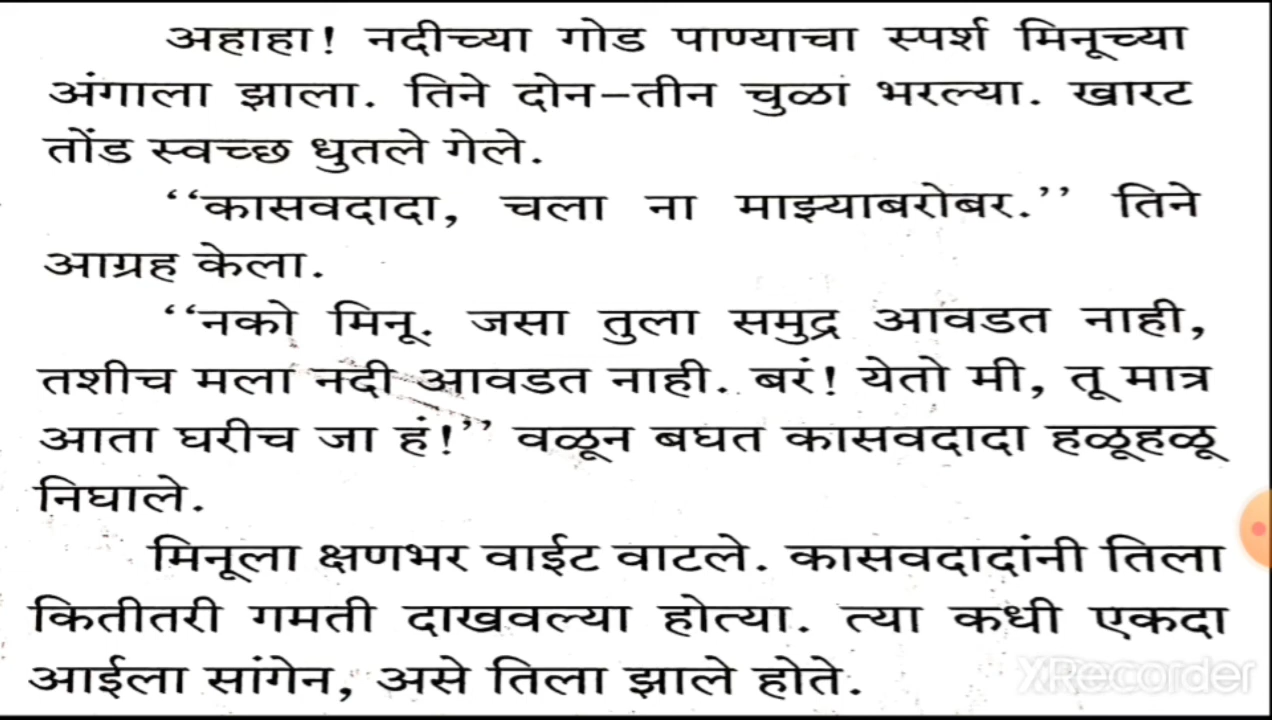 अहाहा! नदीच्या गोड पाण्याचा स्पर्श मिनूच्या
अंगाला झाला. तिने दोन-तीन चुळा भरल्या. खारट
तोंड स्वच्छ धुतले गेले.
‘‘कासवदादा, चला ना माझ्याबरोबर.’’ तिने
आग्रह केला.
‘‘नको मिनू. जसा तुला समुद्र आवडत नाही,
तशीच मला नदी आवडत नाही. बरं! येतो मी, तू मात्र
आता घरीच जा हं!’’ वळून बघत कासवदादा हळूहळू
निघाले.
मिनूला क्षणभर वाईट वाटले. कासवदादांनी तिला
कितीतरी गमती दाखवल्या होत्या. त्या कधी एकदा
आईला सांगेन, असे तिला झाले होते.
XRecorder